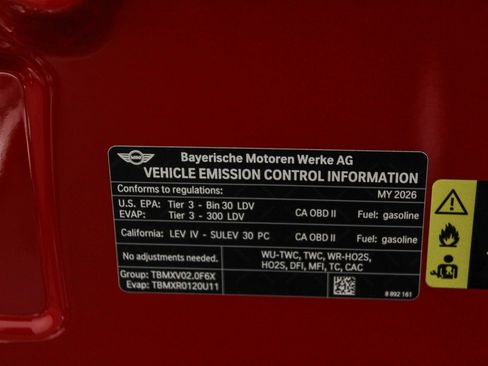 MINI
Bayerische Motoren Werke AG
VEHICLE EMISSION CONTROL INFORMATION
Conforms to regulations: MY 2026
U.S. EPA: Tier 3 - Bin 30 LDV
EVAP: Tier 3 - 300 LDV CA OBD II Fuel: gasoline
California: LEV IV - SULEV 30 PC CA OBD II Fuel: gasoline
No adjustments needed. WU-TWC, TWC, WR-HO2S,
HO2S, DFI, MFI, TC, CAC
Group: TBMXV02.0F6X
Evap: TBMXR0120U11
8 892 161